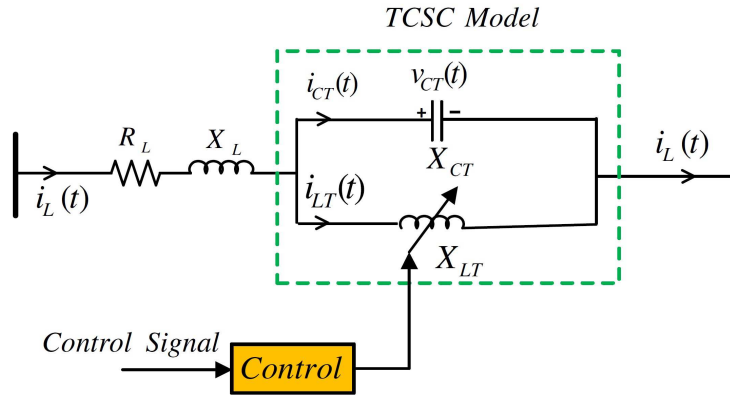 TCSC Model
i_CT(t)
v_CT(t)
+ −
X_CT
R_L
X_L
i_L(t)
i_L(t)
i_LT(t)
X_LT
Control Signal
Control